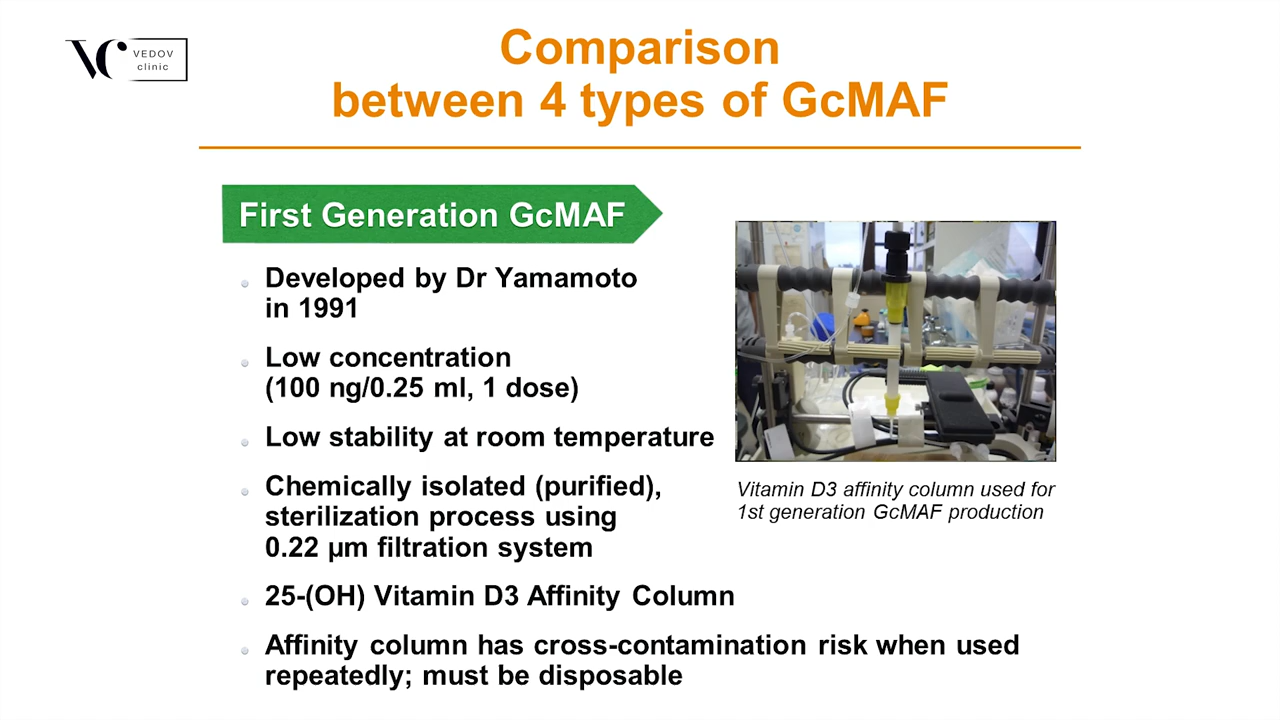 VC VEDOV
clinic
Comparison
between 4 types of GcMAF
First Generation GcMAF
Developed by Dr Yamamoto
in 1991
Low concentration
(100 ng/0.25 ml, 1 dose)
Low stability at room temperature
Chemically isolated (purified),
sterilization process using
0.22 µm filtration system
25-(OH) Vitamin D3 Affinity Column
Affinity column has cross-contamination risk when used
repeatedly; must be disposable
Vitamin D3 affinity column used for
1st generation GcMAF production